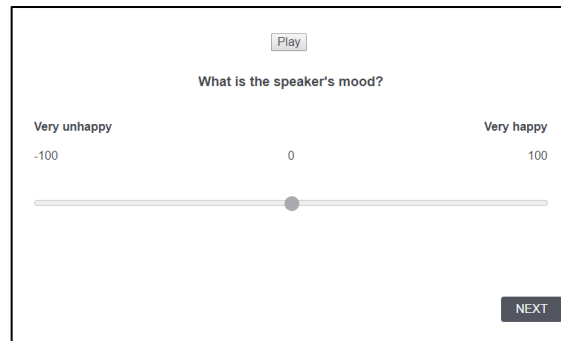 Play
What is the speaker's mood?
Very unhappy Very happy
-100 0 100
NEXT